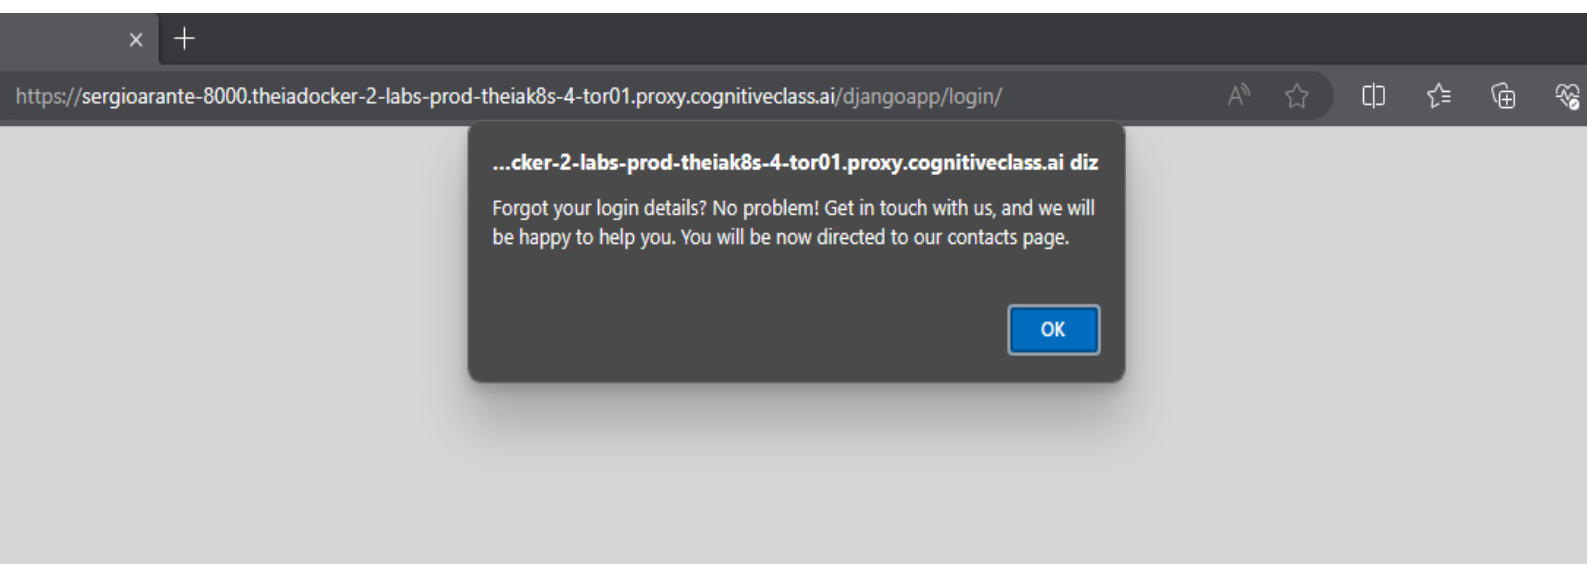 https://sergioarante-8000.theiadocker-2-labs-prod-theiak8s-4-tor01.proxy.cognitiveclass.ai/djangoapp/login/
...cker-2-labs-prod-theiak8s-4-tor01.proxy.cognitiveclass.ai diz
Forgot your login details? No problem! Get in touch with us, and we will
be happy to help you. You will be now directed to our contacts page.
OK